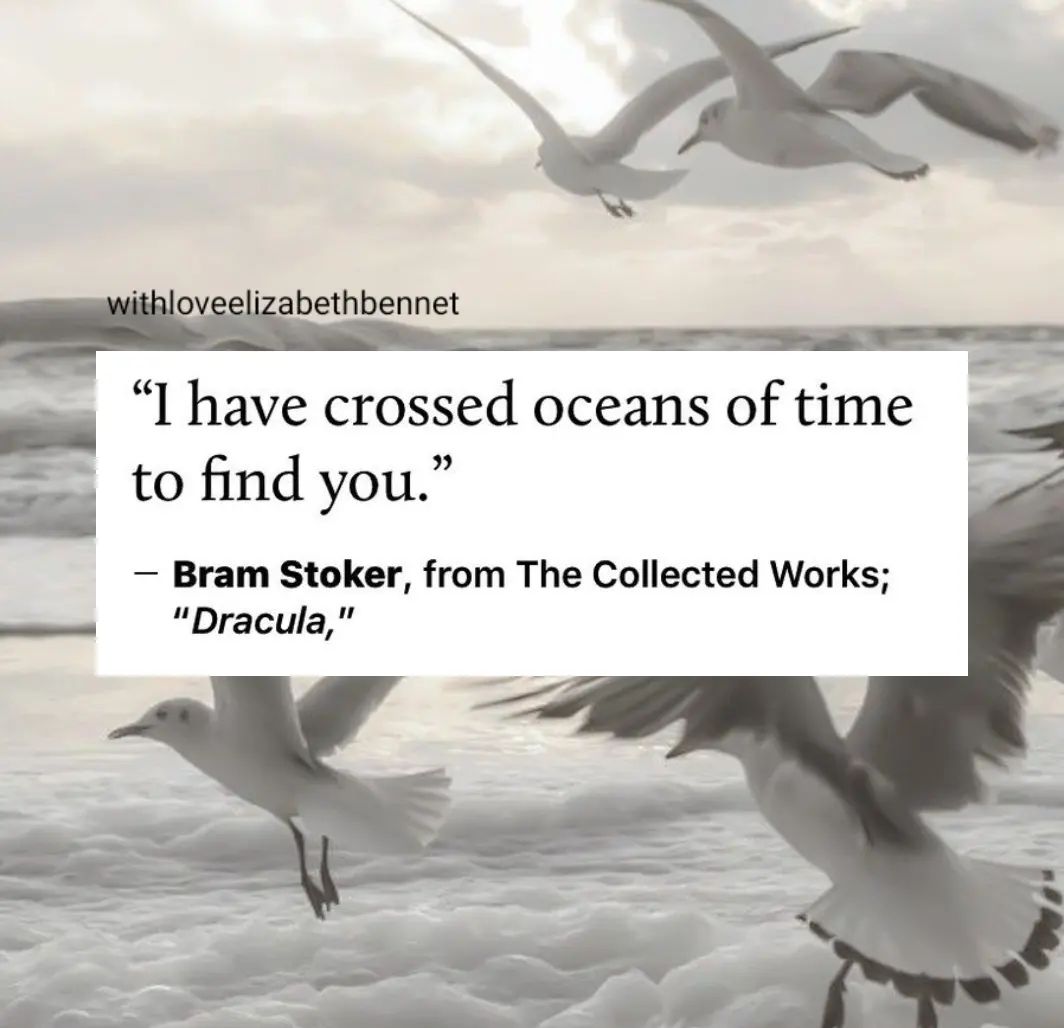 withloveelizabethbennet
“I have crossed oceans of time
to find you.”
— Bram Stoker, from The Collected Works;
"Dracula,"